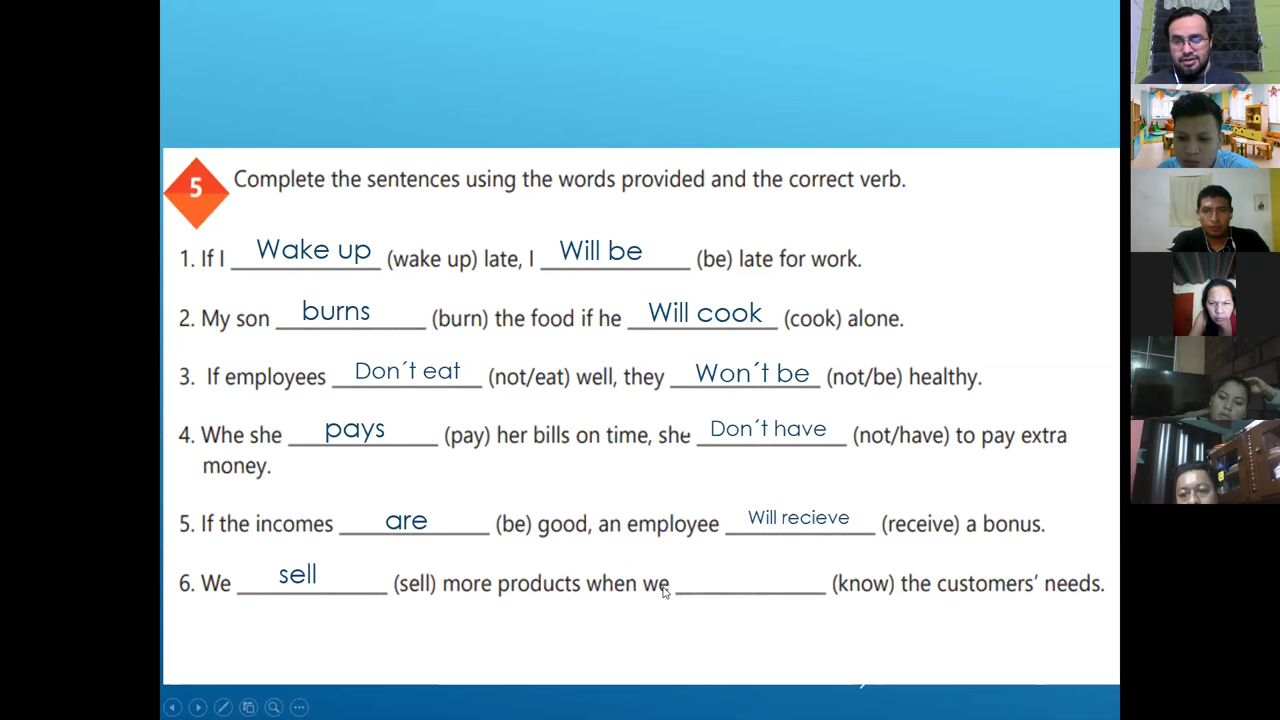 5 Complete the sentences using the words provided and the correct verb.
1. If I Wake up (wake up) late, I Will be (be) late for work.
2. My son burns (burn) the food if he Will cook (cook) alone.
3. If employees Don´t eat (not/eat) well, they Won´t be (not/be) healthy.
4. Whe she pays (pay) her bills on time, she Don´t have (not/have) to pay extra
money.
5. If the incomes are (be) good, an employee Will recieve (receive) a bonus.
6. We sell (sell) more products when we ______ (know) the customers’ needs.